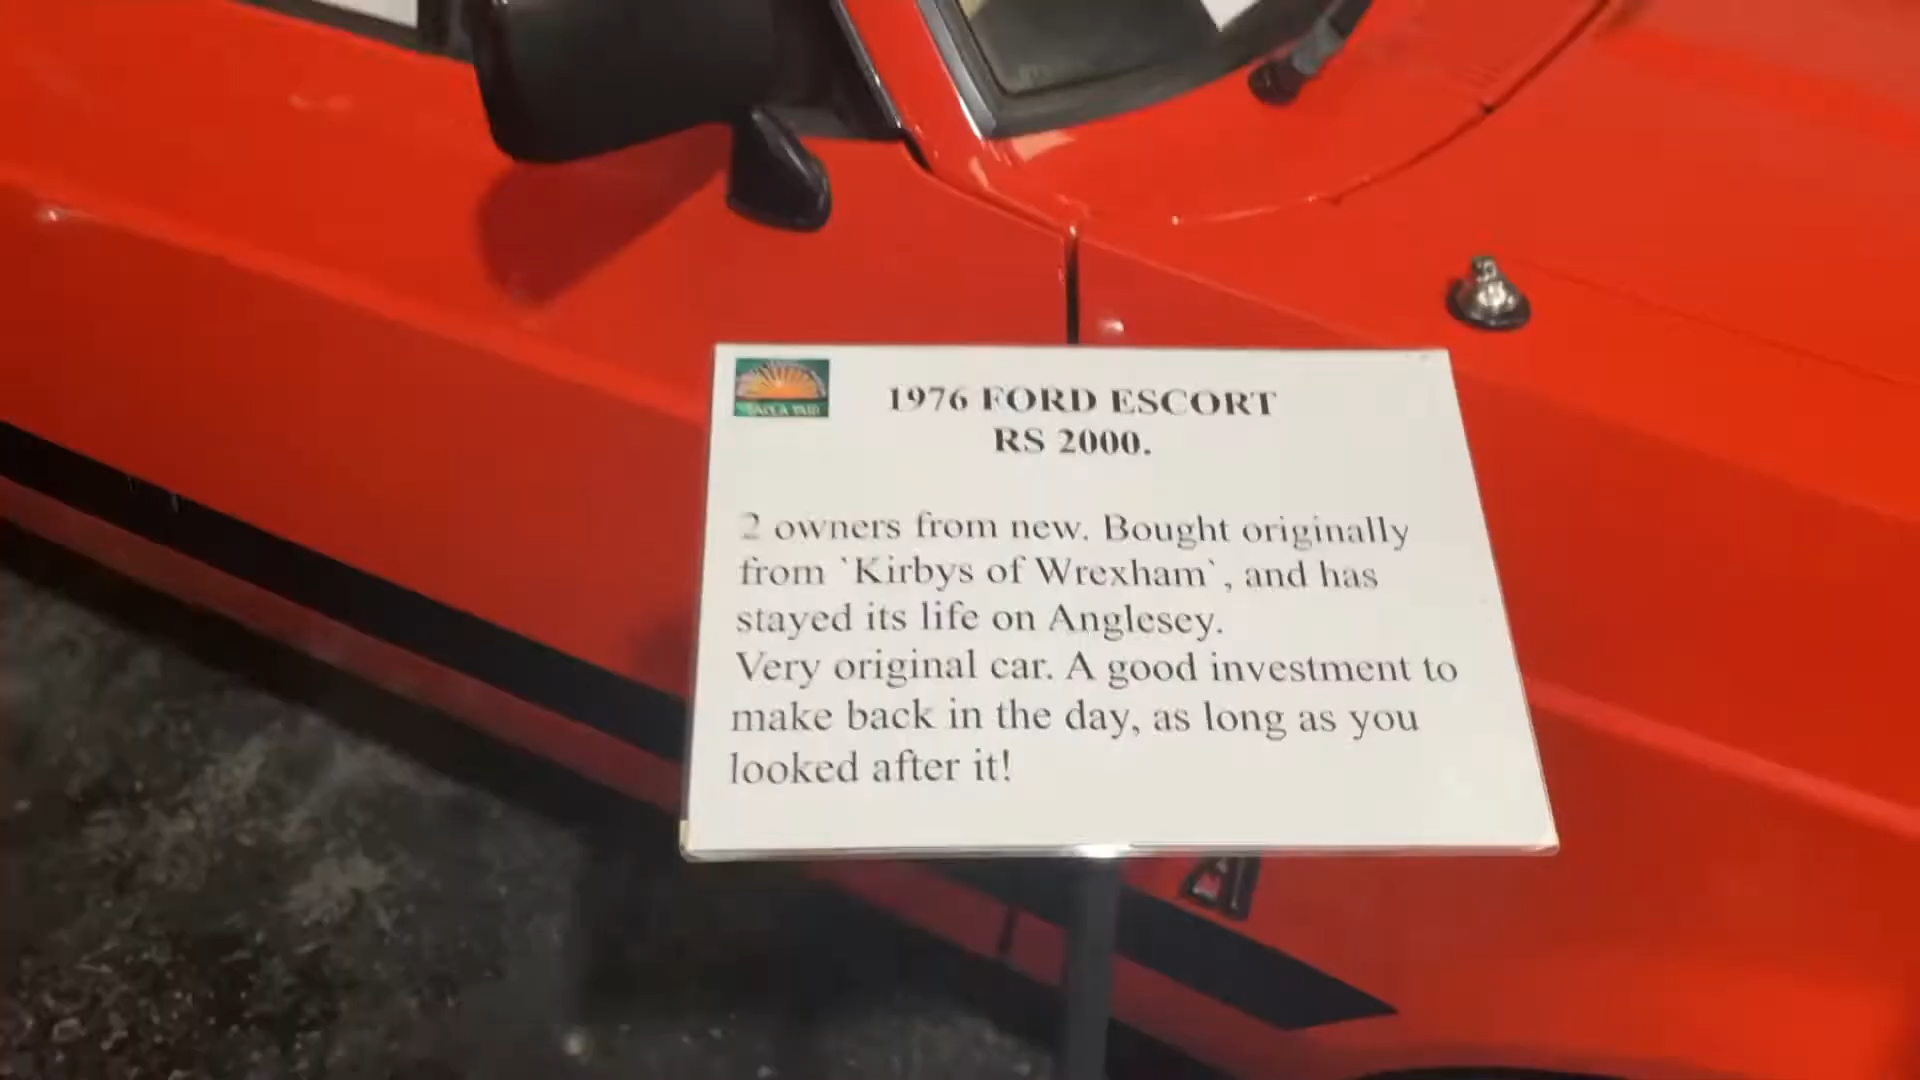 1976 FORD ESCORT
RS 2000.
2 owners from new. Bought originally
from `Kirbys of Wrexham`, and has
stayed its life on Anglesey.
Very original car. A good investment to
make back in the day, as long as you
looked after it!